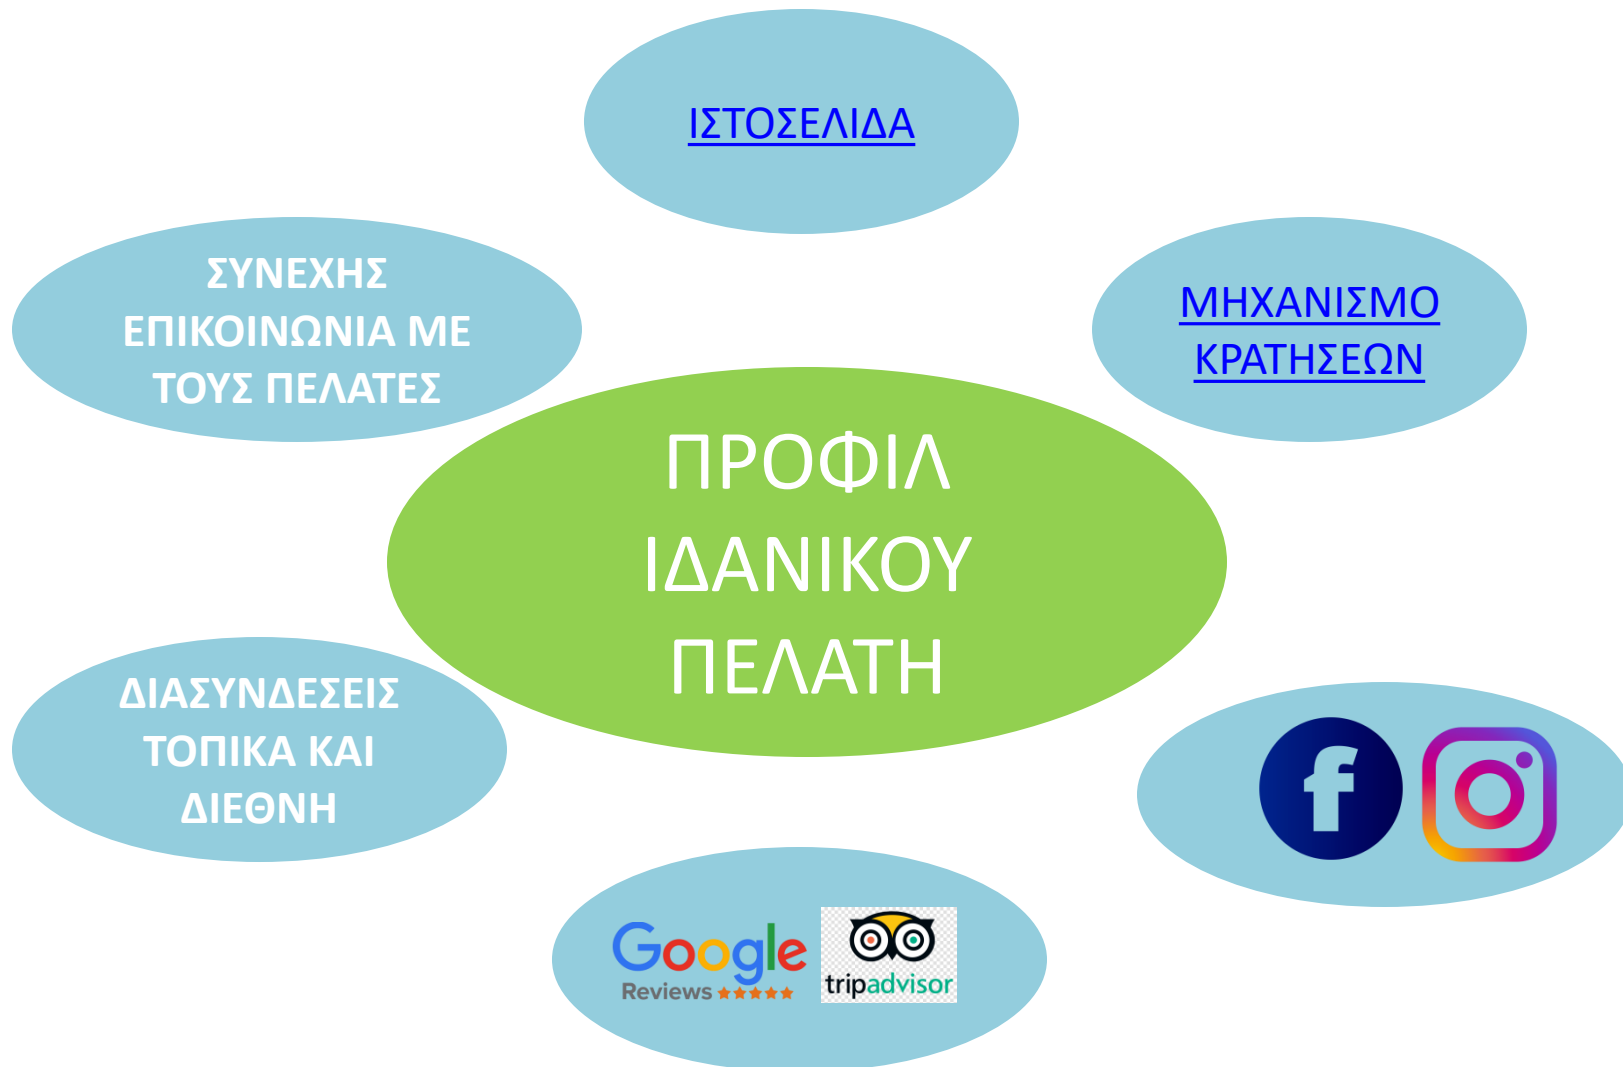 ΙΣΤΟΣΕΛΙΔΑ
ΣΥΝΕΧΗΣ
ΕΠΙΚΟΙΝΩΝΙΑ ΜΕ
ΤΟΥΣ ΠΕΛΑΤΕΣ
ΜΗΧΑΝΙΣΜΟ
ΚΡΑΤΗΣΕΩΝ
ΠΡΟΦΙΛ
ΙΔΑΝΙΚΟΥ
ΠΕΛΑΤΗ
ΔΙΑΣΥΝΔΕΣΕΙΣ
ΤΟΠΙΚΑ ΚΑΙ
ΔΙΕΘΝΗ
f
Google
Reviews
tripadvisor